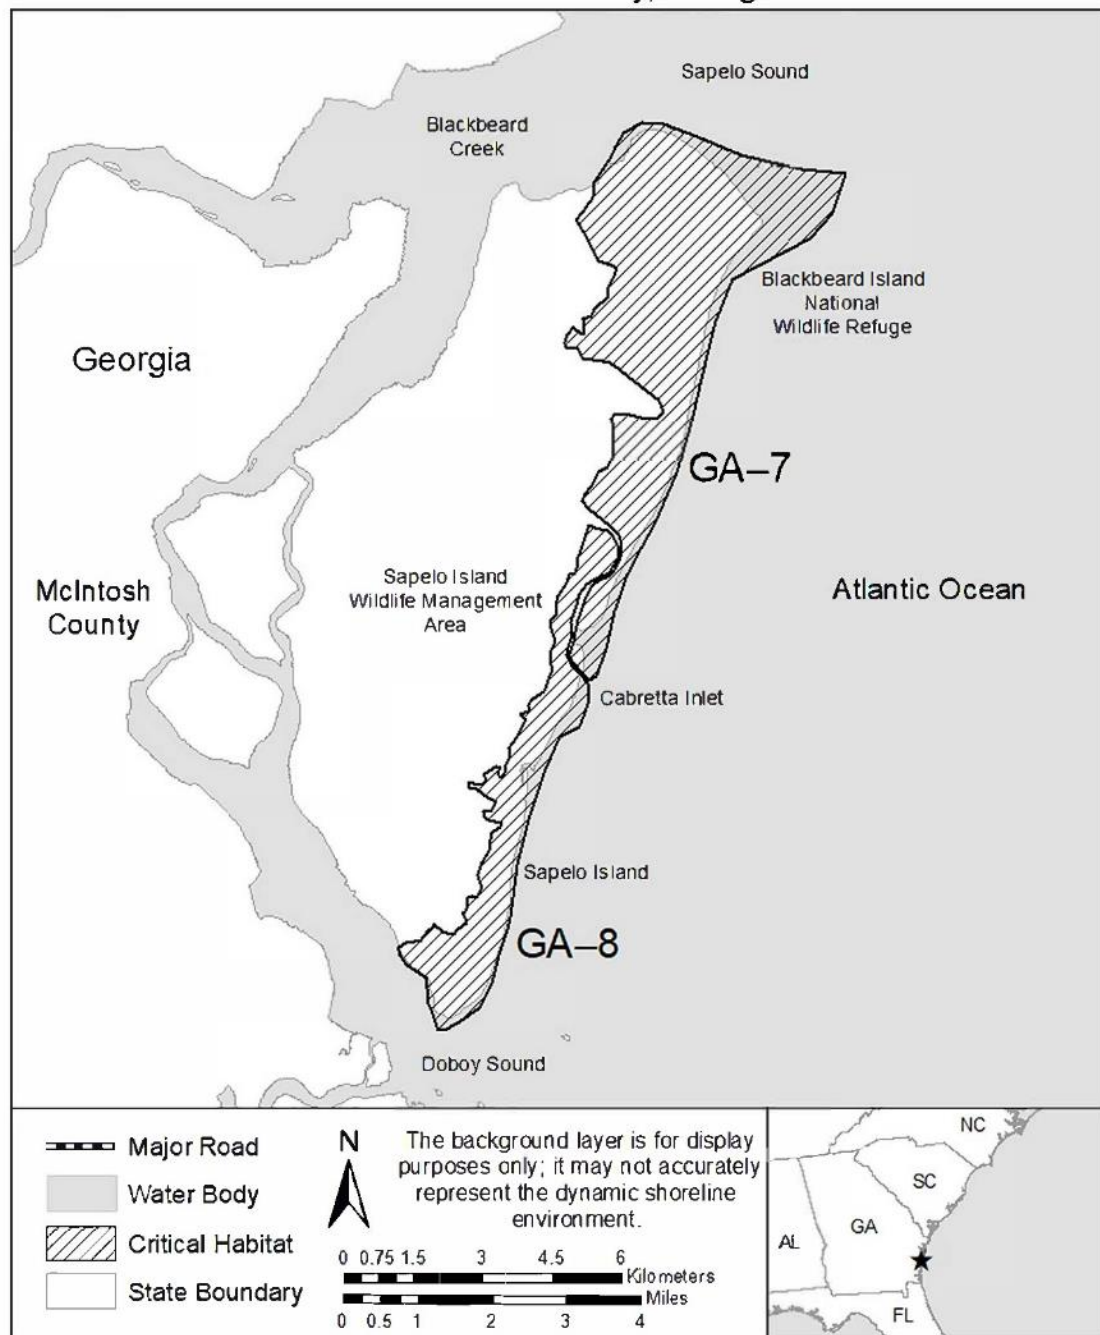 Sapelo Sound
Blackbeard
Creek
Blackbeard Island
National
Wildlife Refuge
Georgia
GA–7
McIntosh
County
Sapelo Island
Wildlife Management
Area
Atlantic Ocean
Cabretta Inlet
Sapelo Island
GA–8
Doboy Sound
Major Road
Water Body
Critical Habitat
State Boundary
N
The background layer is for display
purposes only; it may not accurately
represent the dynamic shoreline
environment.
0 0.75 1.5 3 4.5 6
Kilometers
Miles
0 0.5 1 2 3 4
NC
SC
GA
AL
FL